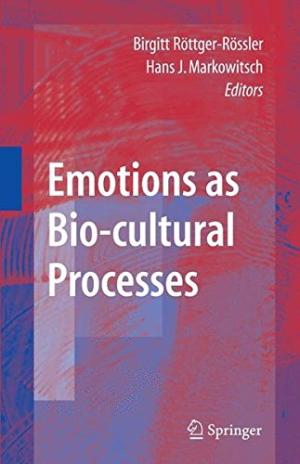 Birgitt Röttger-Rössler
Hans J. Markowitsch
Editors
Emotions as
Bio-cultural
Processes
Springer